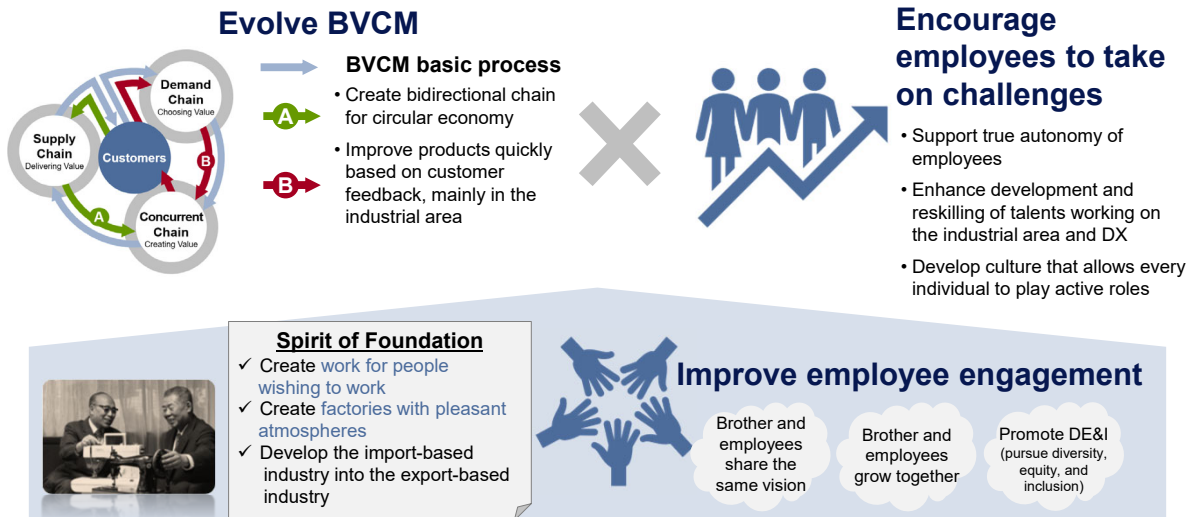 Evolve BVCM
Demand
Chain
Choosing Value
Supply
Chain
Delivering Value
Customers
B
A
Concurrent
Chain
Creating Value
BVCM basic process
A
• Create bidirectional chain
for circular economy
B
• Improve products quickly
based on customer
feedback, mainly in the
industrial area
Encourage
employees to take
on challenges
• Support true autonomy of
employees
• Enhance development and
reskilling of talents working on
the industrial area and DX
• Develop culture that allows every
individual to play active roles
Spirit of Foundation
✓ Create work for people
wishing to work
✓ Create factories with pleasant
atmospheres
✓ Develop the import-based
industry into the export-based
industry
Improve employee engagement
Brother and
employees
share the
same vision
Brother and
employees
grow together
Promote DE&I
(pursue diversity,
equity, and
inclusion)